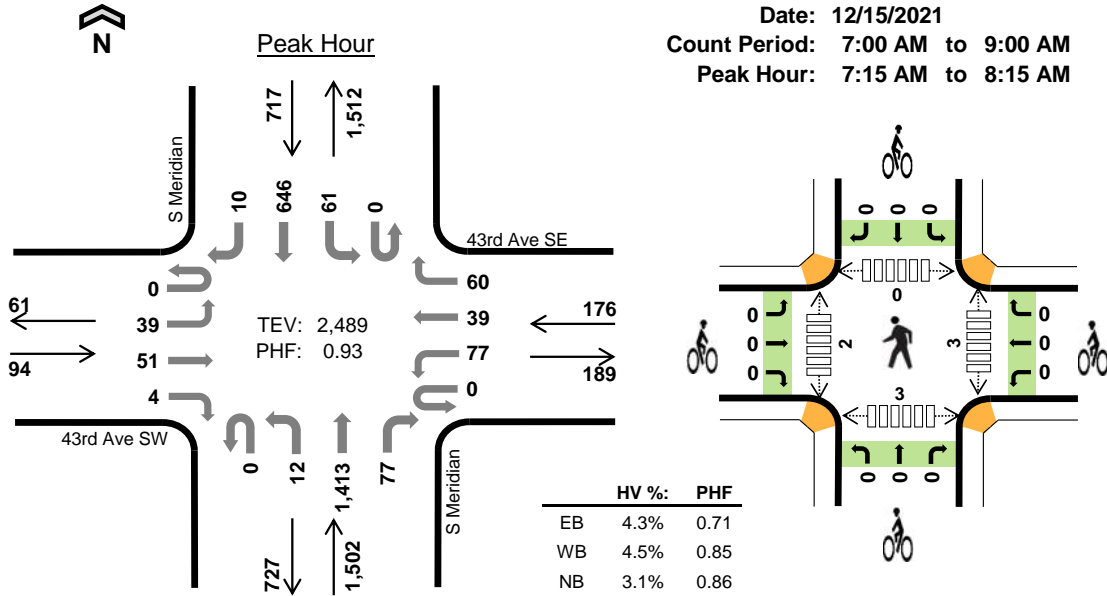 N
Peak Hour
Date: 12/15/2021
Count Period: 7:00 AM to 9:00 AM
Peak Hour: 7:15 AM to 8:15 AM
717
1,512
S Meridian
10
646
61
0
43rd Ave SE
0
39
51
4
61
94
TEV: 2,489
PHF: 0.93
60
39
77
0
176
189
43rd Ave SW
0
12
1,413
77
S Meridian
727
1,502
0 0 0
0
0
0
0
2
3
0
0
0
3
0 0 0
HV %: PHF
EB 4.3% 0.71
WB 4.5% 0.85
NB 3.1% 0.86